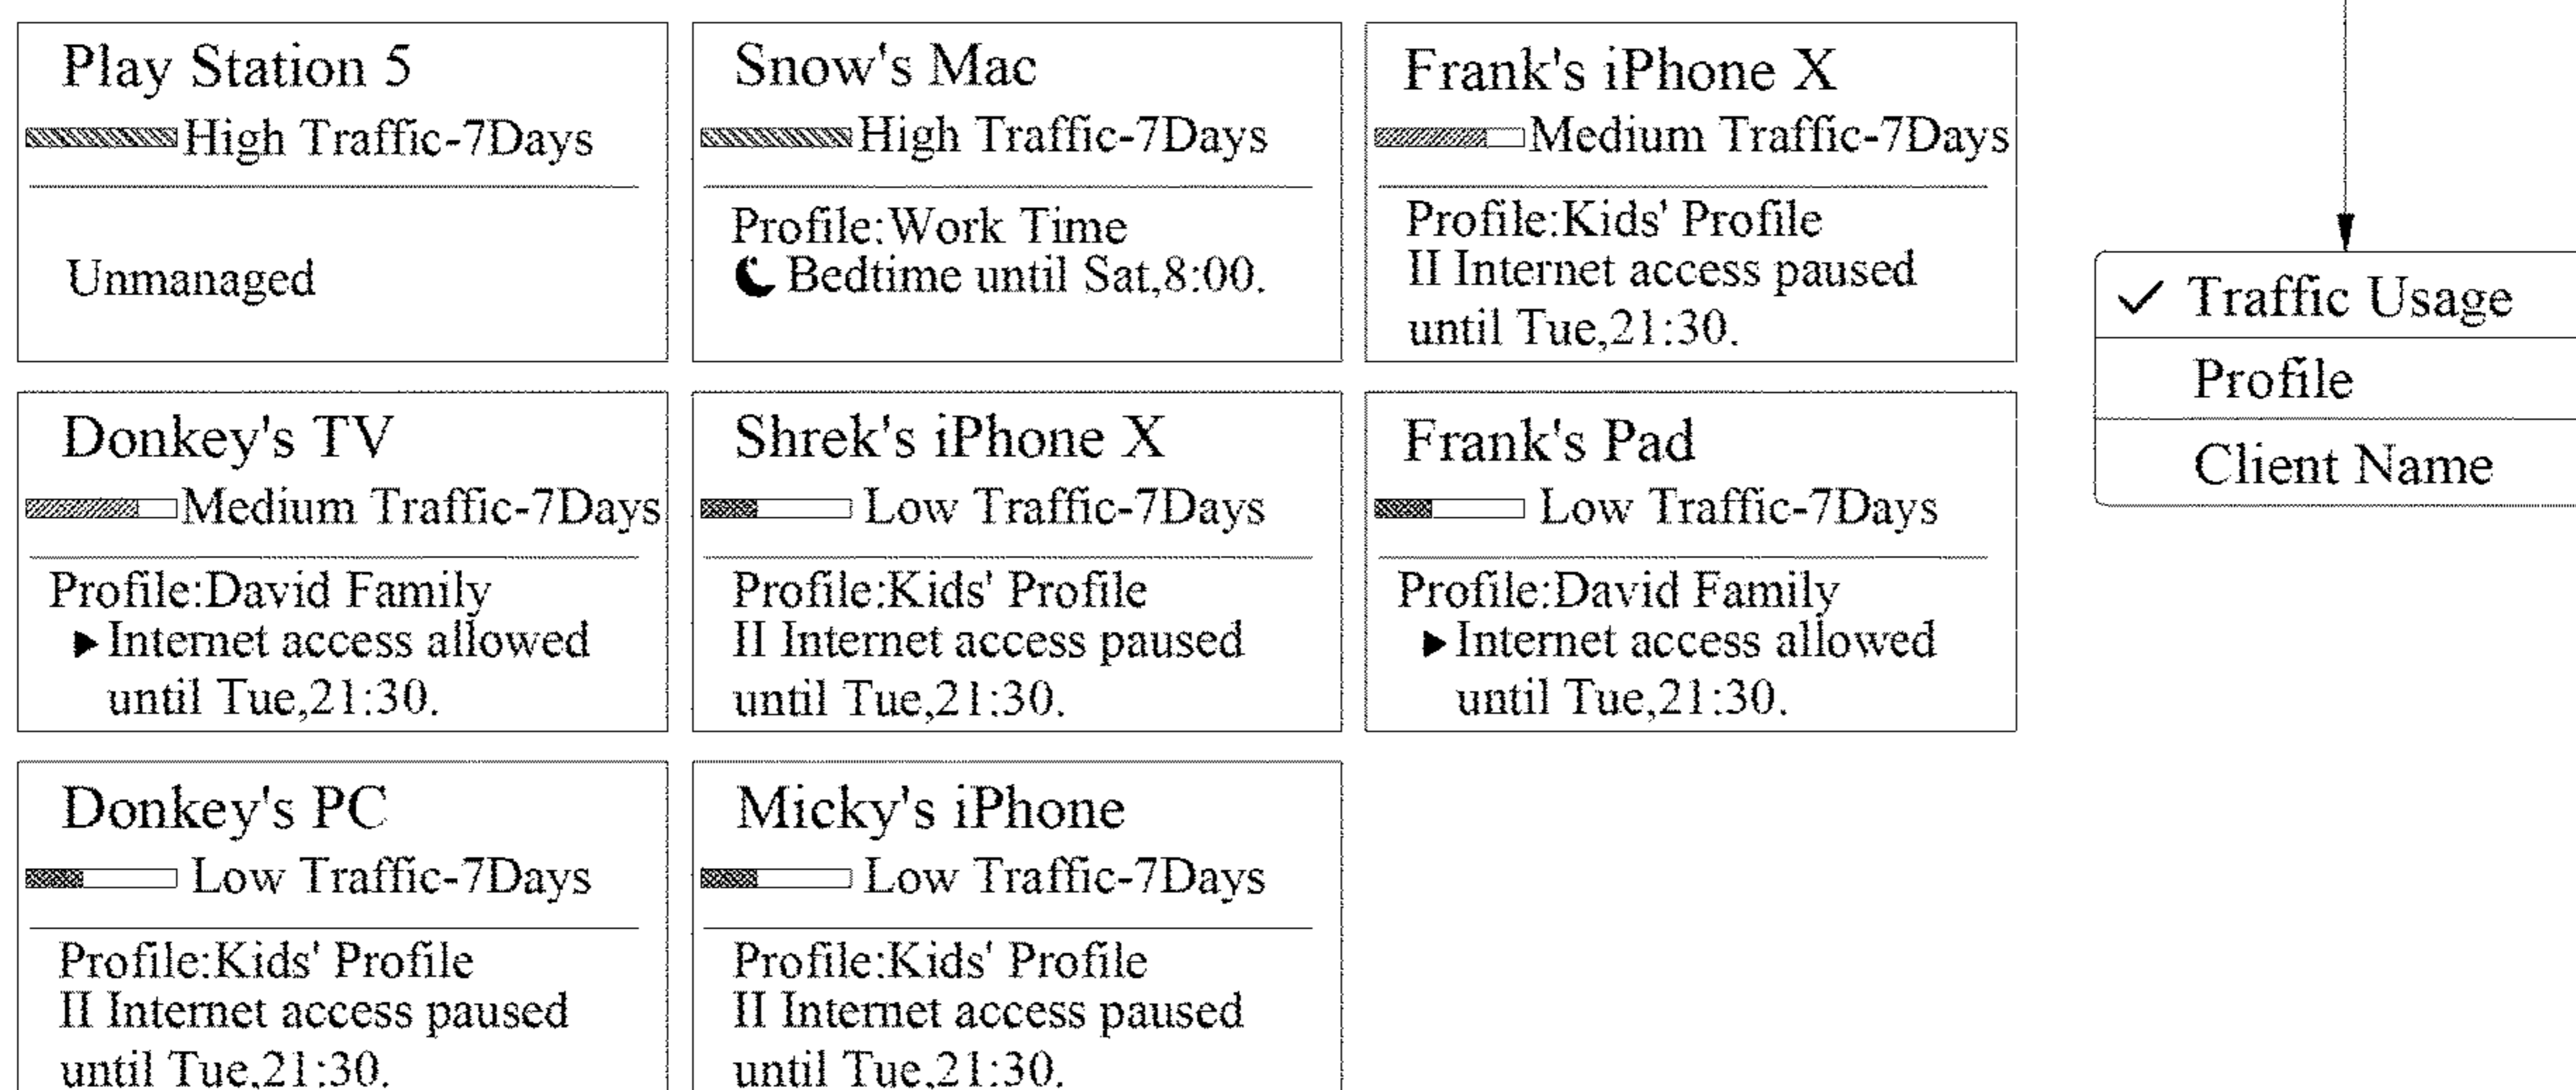 Play Station 5
High Traffic-7Days
Unmanaged
Snow's Mac
High Traffic-7Days
Profile:Work Time
Bedtime until Sat,8:00.
Frank's iPhone X
Medium Traffic-7Days
Profile:Kids' Profile
II Internet access paused
until Tue,21:30.
Donkey's TV
Medium Traffic-7Days
Profile:David Family
Internet access allowed
until Tue,21:30.
Shrek's iPhone X
Low Traffic-7Days
Profile:Kids' Profile
II Internet access paused
until Tue,21:30.
Frank's Pad
Low Traffic-7Days
Profile:David Family
Internet access allowed
until Tue,21:30.
Donkey's PC
Low Traffic-7Days
Profile:Kids' Profile
II Internet access paused
until Tue,21:30.
Micky's iPhone
Low Traffic-7Days
Profile:Kids' Profile
II Internet access paused
until Tue,21:30.
Traffic Usage
Profile
Client Name